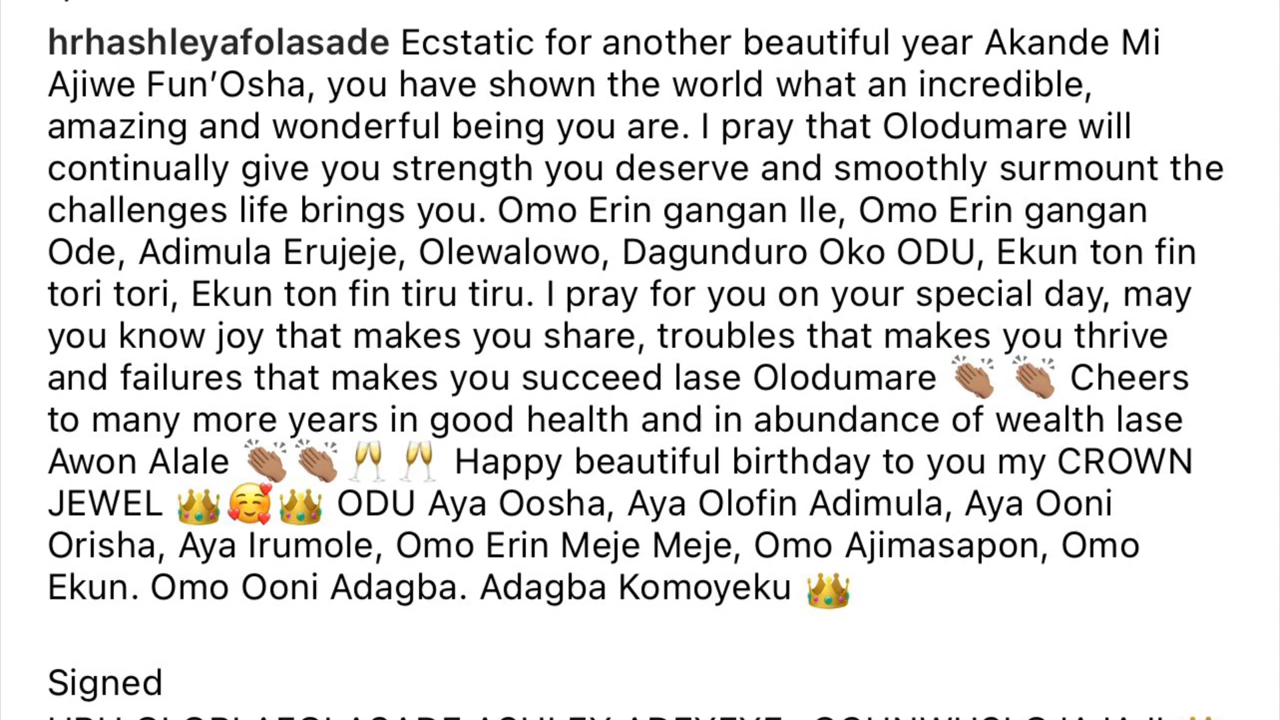 hrhashleyafolasade Ecstatic for another beautiful year Akande Mi
Ajiwe Fun’Osha, you have shown the world what an incredible,
amazing and wonderful being you are. I pray that Olodumare will
continually give you strength you deserve and smoothly surmount the
challenges life brings you. Omo Erin gangan Ile, Omo Erin gangan
Ode, Adimula Erujeje, Olewalowo, Dagunduro Oko ODU, Ekun ton fin
tori tori, Ekun ton fin tiru tiru. I pray for you on your special day, may
you know joy that makes you share, troubles that makes you thrive
and failures that makes you succeed lase Olodumare 👏🏽 👏🏽 Cheers
to many more years in good health and in abundance of wealth lase
Awon Alale 👏🏽👏🏽🥂 🥂 Happy beautiful birthday to you my CROWN
JEWEL 👑🥰👑 ODU Aya Oosha, Aya Olofin Adimula, Aya Ooni
Orisha, Aya Irumole, Omo Erin Meje Meje, Omo Ajimasapon, Omo
Ekun. Omo Ooni Adagba. Adagba Komoyeku 👑
Signed